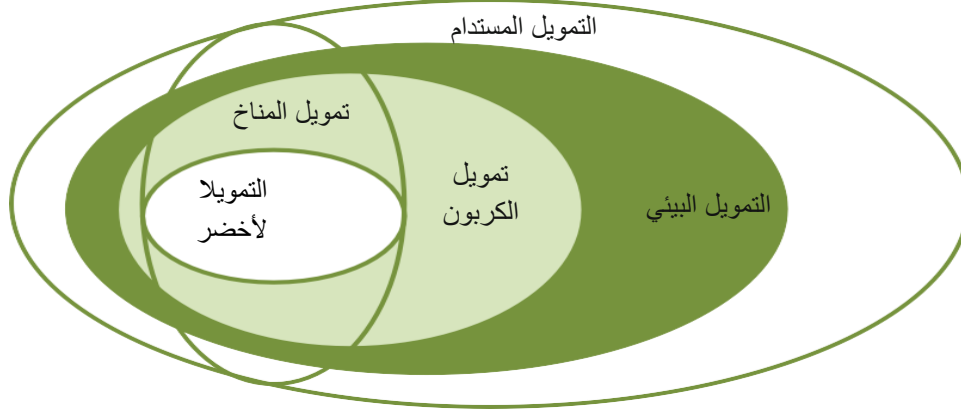 التمويل المستدام
تمويل المناخ
تمويل
الكربون
التمويلا
لأخضر
التمويل البيئي